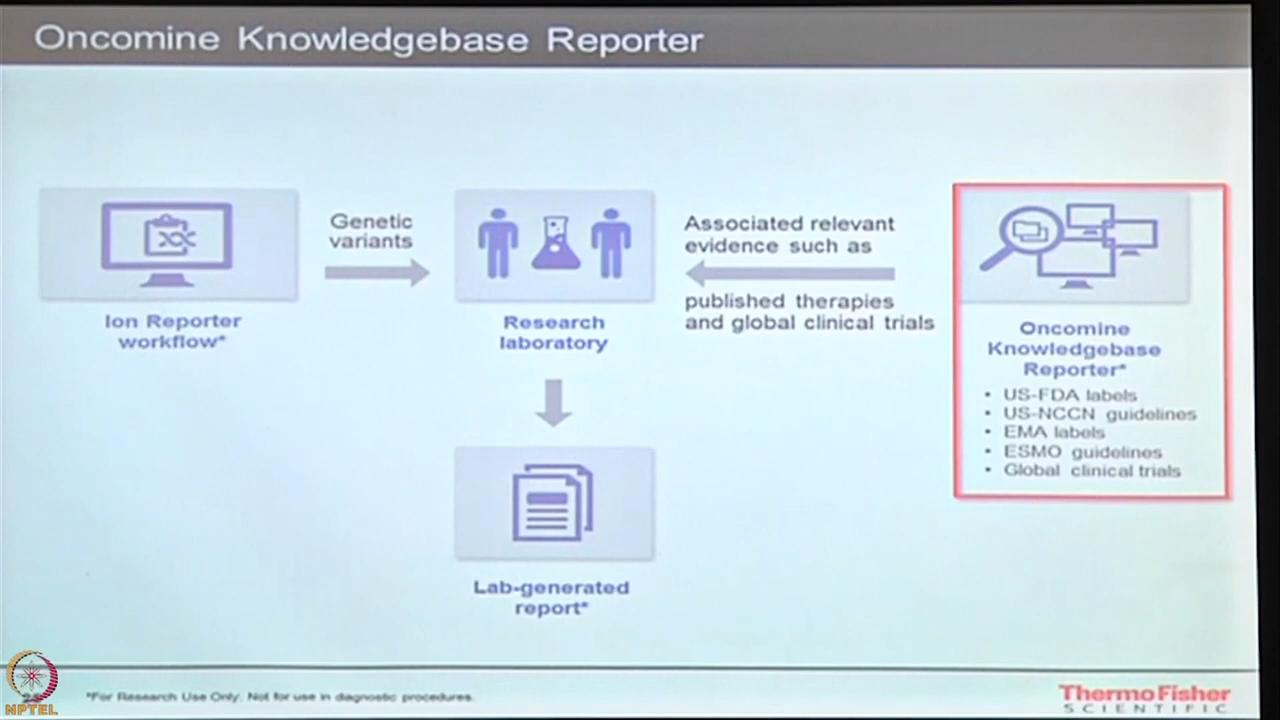 Oncomine Knowledgebase Reporter
Genetic
variants
Ion Reporter
workflow*
Research
laboratory
Associated relevant
evidence such as
published therapies
and global clinical trials
Oncomine
Knowledgebase
Reporter*
• US-FDA labels
• US-NCCN guidelines
• EMA labels
• ESMO guidelines
• Global clinical trials
Lab-generated
report*
*For Research Use Only. Not for use in diagnostic procedures.
ThermoFisher
SCIENTIFIC
NPTEL